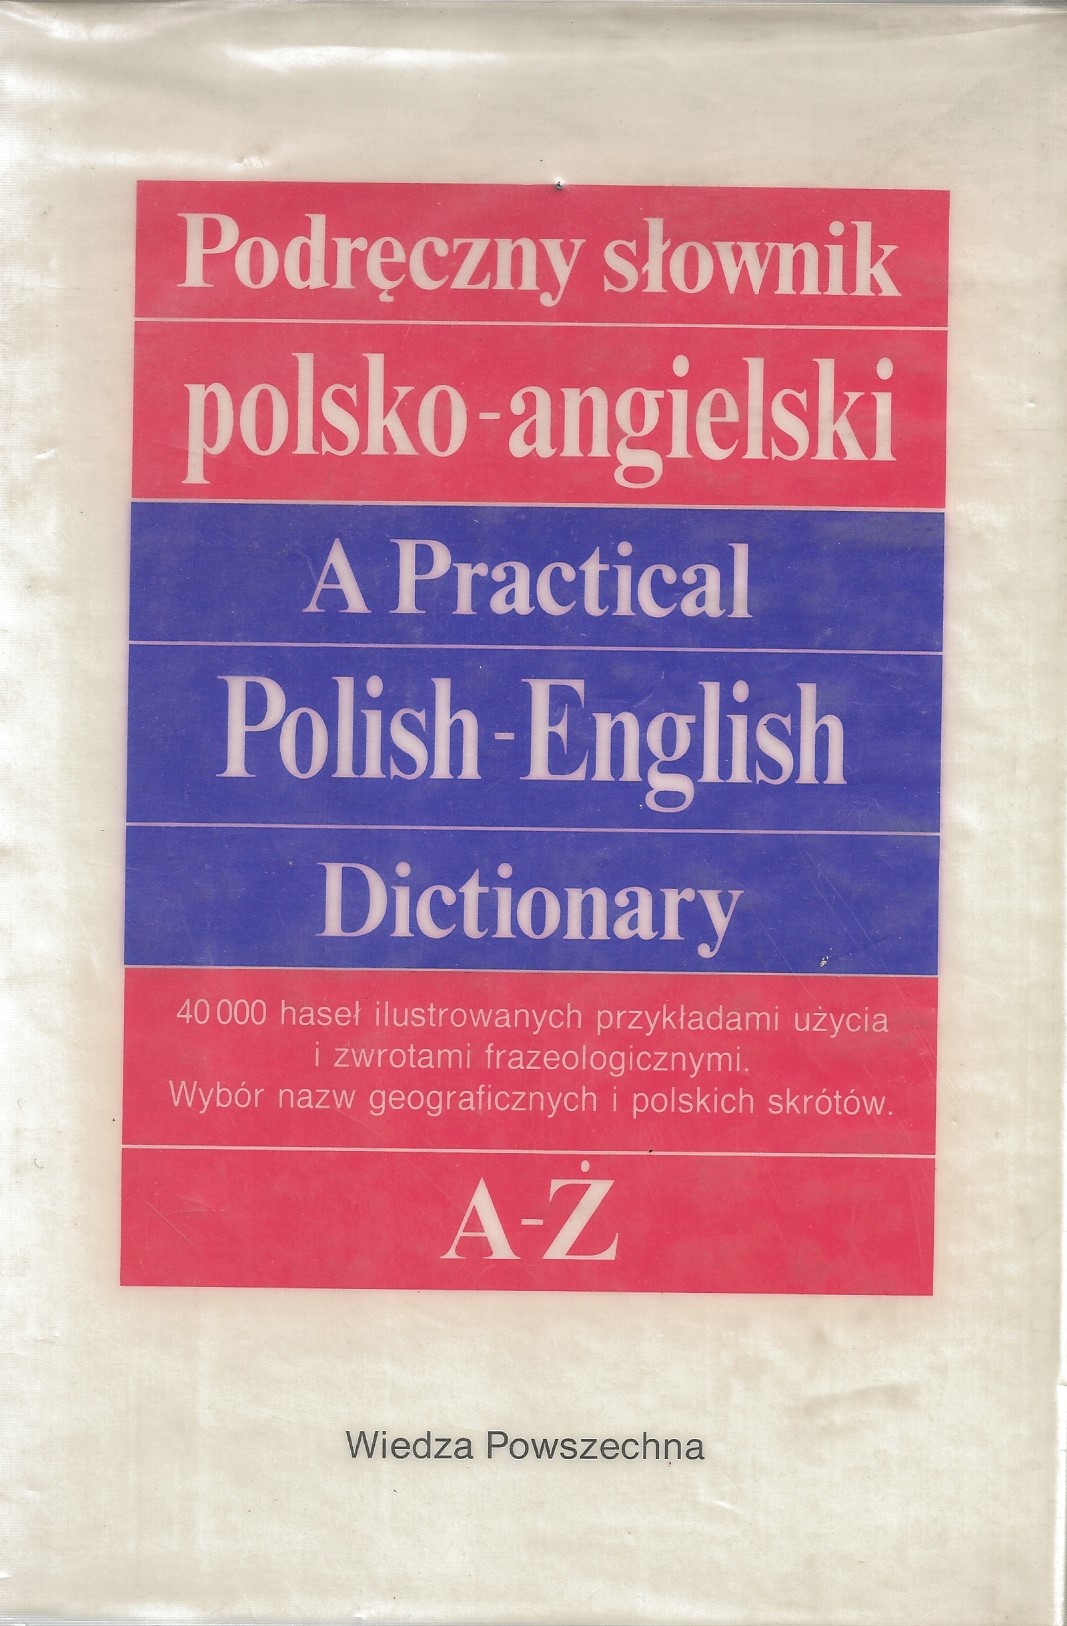 Podręczny słownik
polsko-angielski
A Practical
Polish-English
Dictionary
40 000 haseł ilustrowanych przykładami użycia
i zwrotami frazeologicznymi.
Wybór nazw geograficznych i polskich skrótów.
A-Ż
Wiedza Powszechna